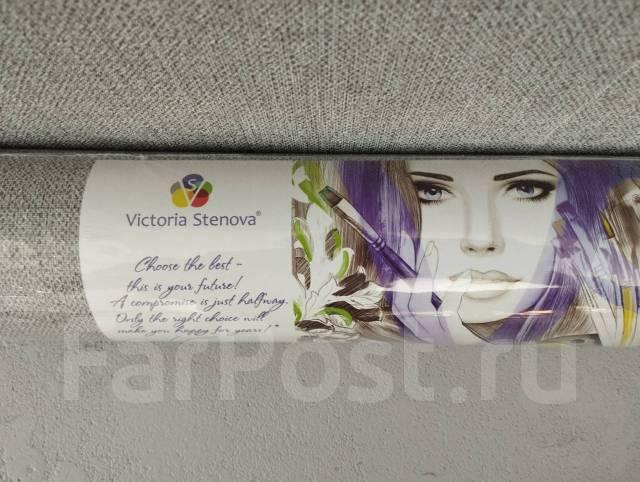 S
Victoria Stenova®
Choose the best -
this is your future!
A compromise is just halfway.
Only the right choice will
make you happy for years!"
FarPost.ru